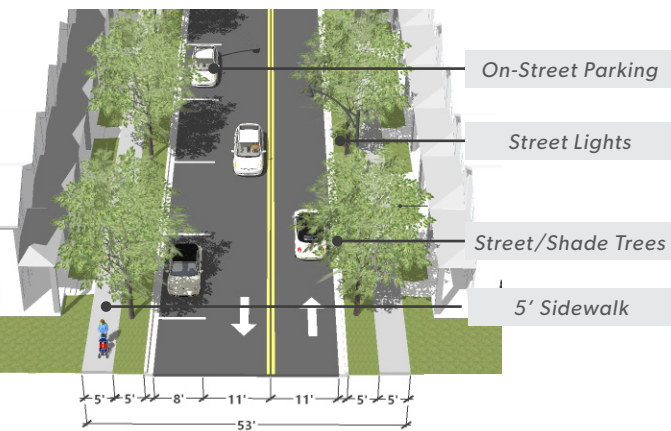 On-Street Parking
Street Lights
Street/Shade Trees
5’ Sidewalk
5' 5' 8' 11' 11' 5' 5'
53'